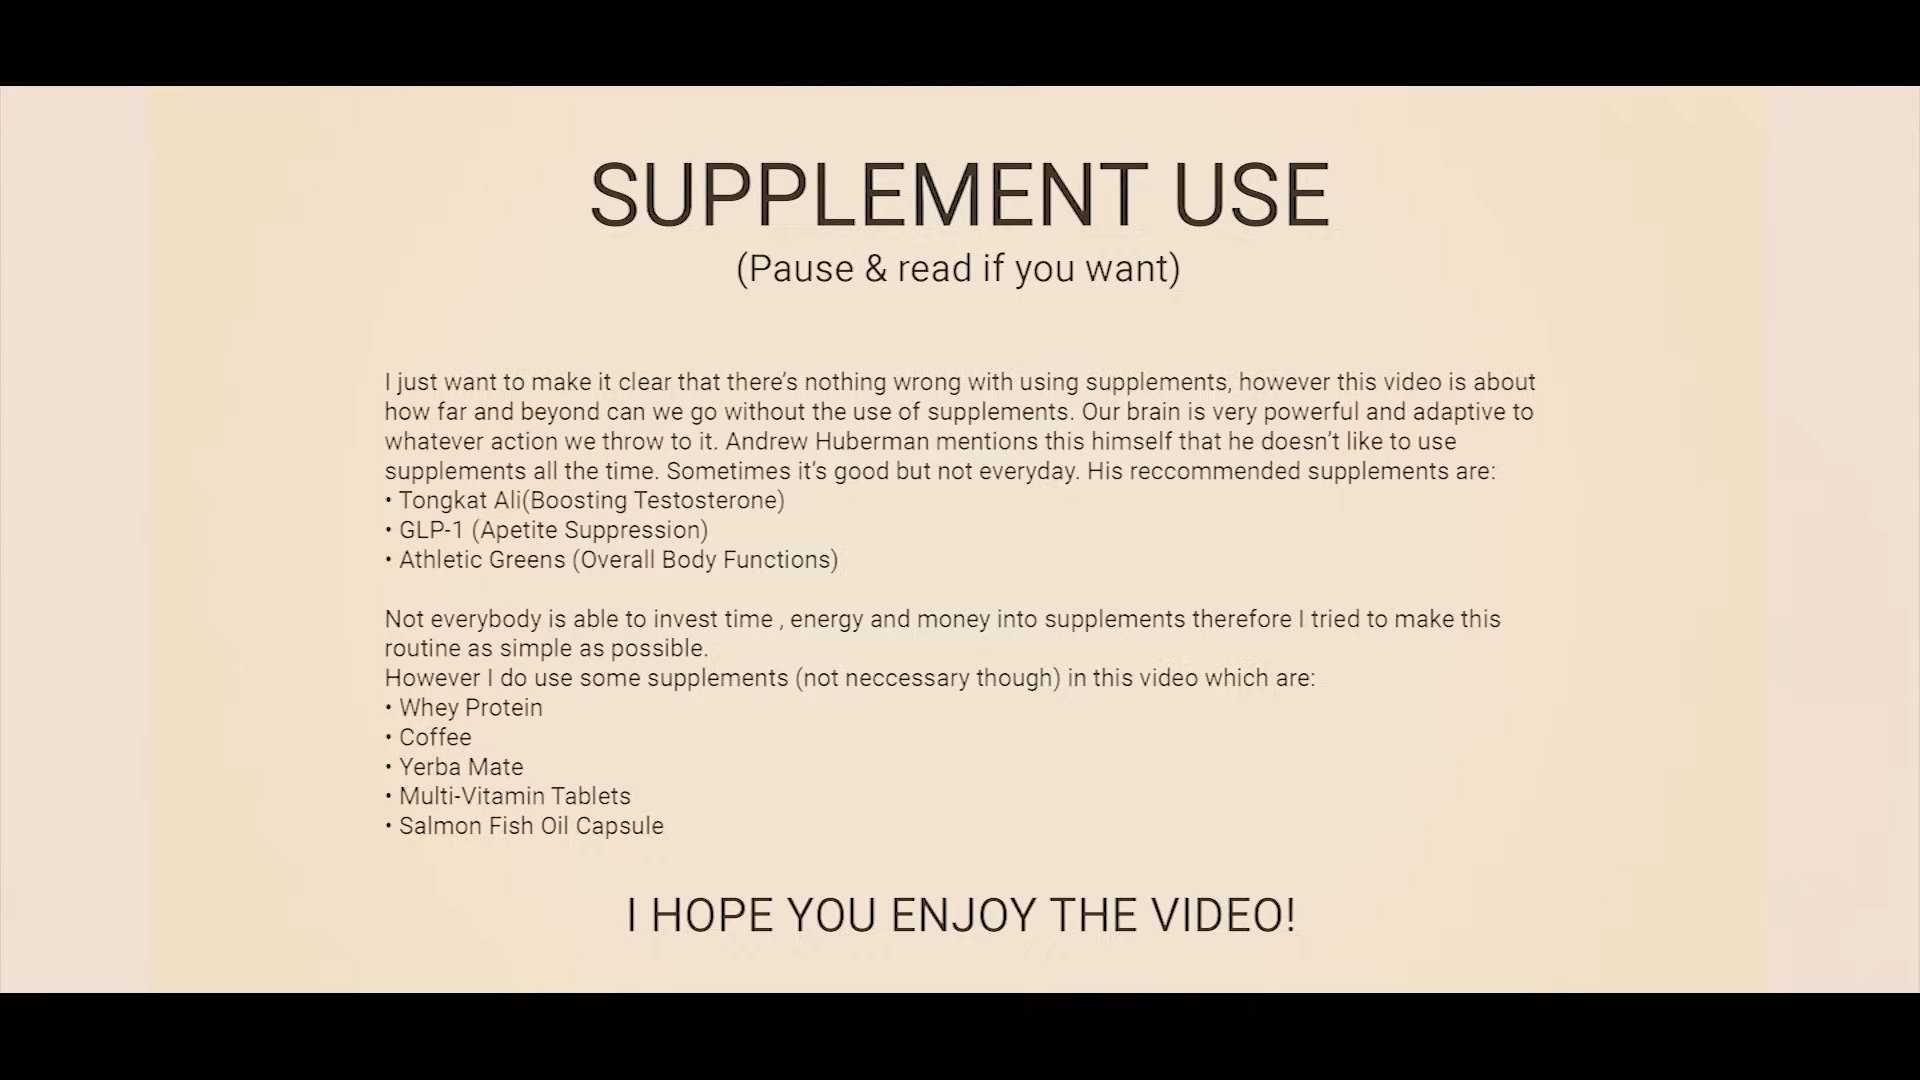 SUPPLEMENT USE
(Pause & read if you want)
I just want to make it clear that there's nothing wrong with using supplements, however this video is about
how far and beyond can we go without the use of supplements. Our brain is very powerful and adaptive to
whatever action we throw to it. Andrew Huberman mentions this himself that he doesn't like to use
supplements all the time. Sometimes it's good but not everyday. His reccommended supplements are:
• Tongkat Ali(Boosting Testosterone)
• GLP-1 (Apetite Suppression)
• Athletic Greens (Overall Body Functions)
Not everybody is able to invest time , energy and money into supplements therefore I tried to make this
routine as simple as possible.
However I do use some supplements (not neccessary though) in this video which are:
• Whey Protein
• Coffee
• Yerba Mate
• Multi-Vitamin Tablets
• Salmon Fish Oil Capsule
I HOPE YOU ENJOY THE VIDEO!